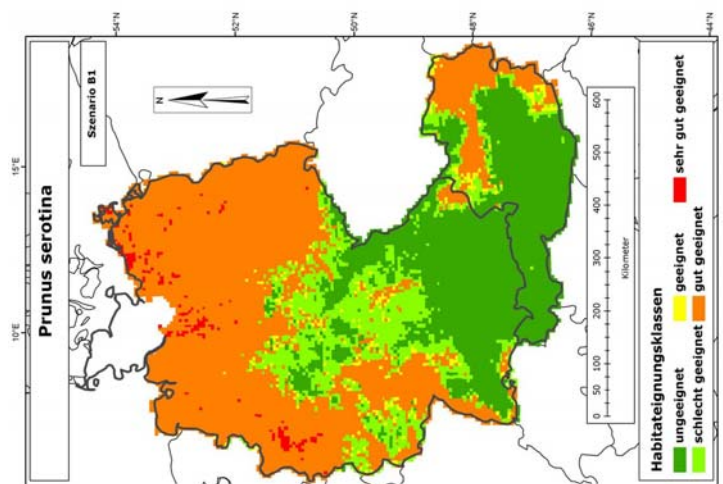 Prunus serotina
10°E
15°E
Szenario B1
N
54°N
52°N
50°N
48°N
46°N
44°N
0 50 100 150 200 300 400 500 600
Kilometer
Habitateignungsklassen
ungeeignet
geeignet
sehr gut geeignet
schlecht geeignet
gut geeignet